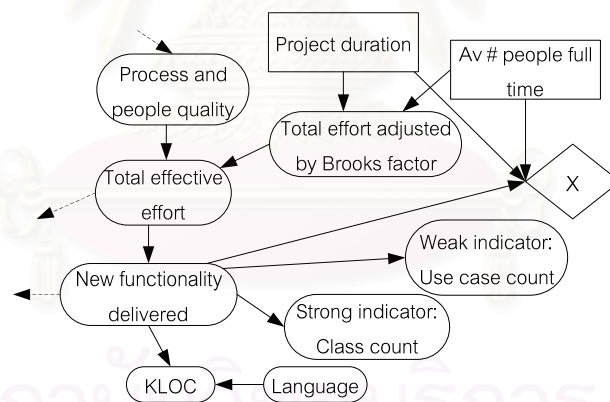 Project duration
Av # people full
time
Process and
people quality
Total effort adjusted
by Brooks factor
Total effective
effort
X
Weak indicator:
Use case count
New functionality
delivered
Strong indicator:
Class count
KLOC
Language